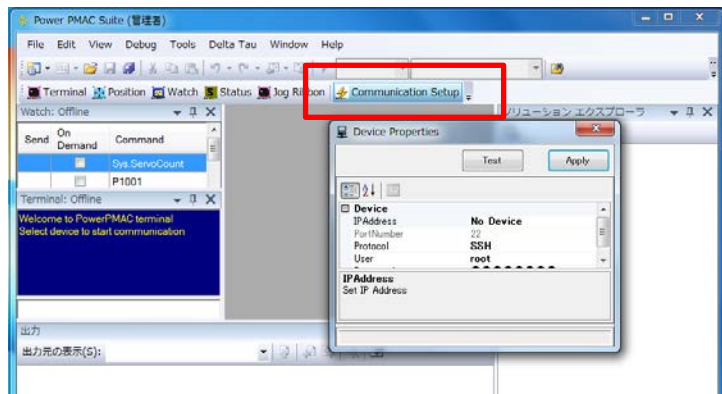 Power PMAC Suite (管理者)
File Edit View Debug Tools Delta Tau Window Help
Terminal Position Watch Status Jog Ribbon Communication Setup
Watch: Offline
ソリューション エクスプローラ
Send On Demand Command
Sys.ServoCount
P1001
Terminal: Offline
Welcome to PowerPMAC terminal
Select device to start communication
Device Properties
Test Apply
Device
IPAddress No Device
PortNumber 22
Protocol SSH
User root
IPAddress
Set IP Address
出力
出力元の表示(S):